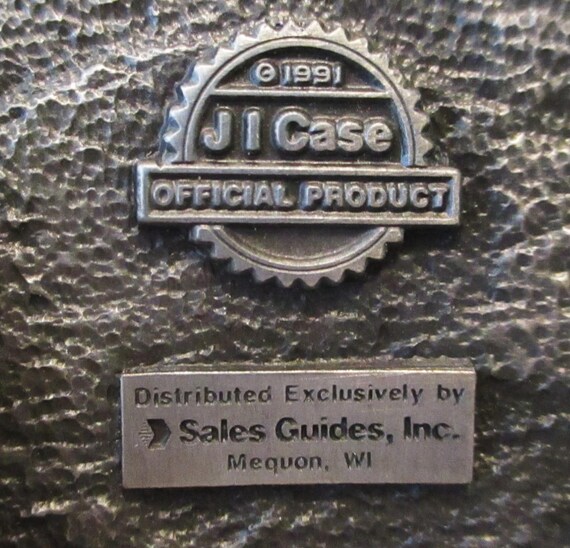 © 1991
J I Case
OFFICIAL PRODUCT
Distributed Exclusively by
Sales Guides, Inc.
Mequon, WI